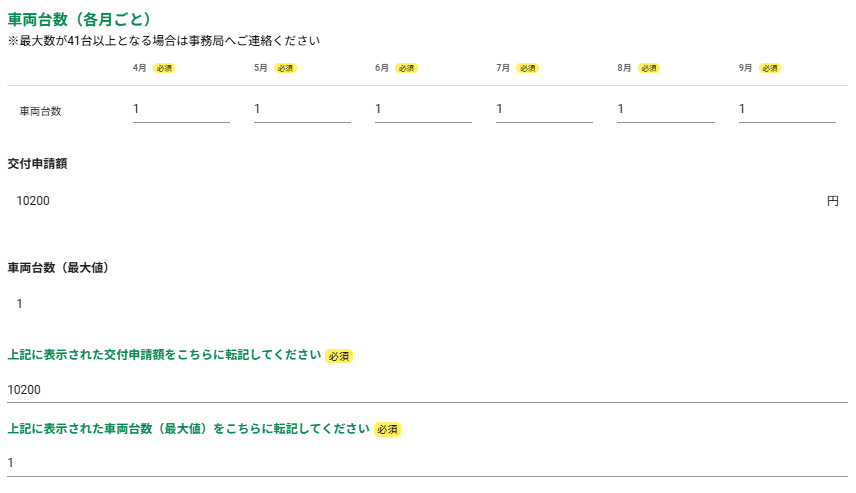 車両台数（各月ごと）
※最大数が41台以上となる場合は事務局へご連絡ください
4月 必須 5月 必須 6月 必須 7月 必須 8月 必須 9月 必須
車両台数 1 1 1 1 1 1
交付申請額
10200 円
車両台数（最大値）
1
上記に表示された交付申請額をこちらに転記してください 必須
10200
上記に表示された車両台数（最大値）をこちらに転記してください 必須
1